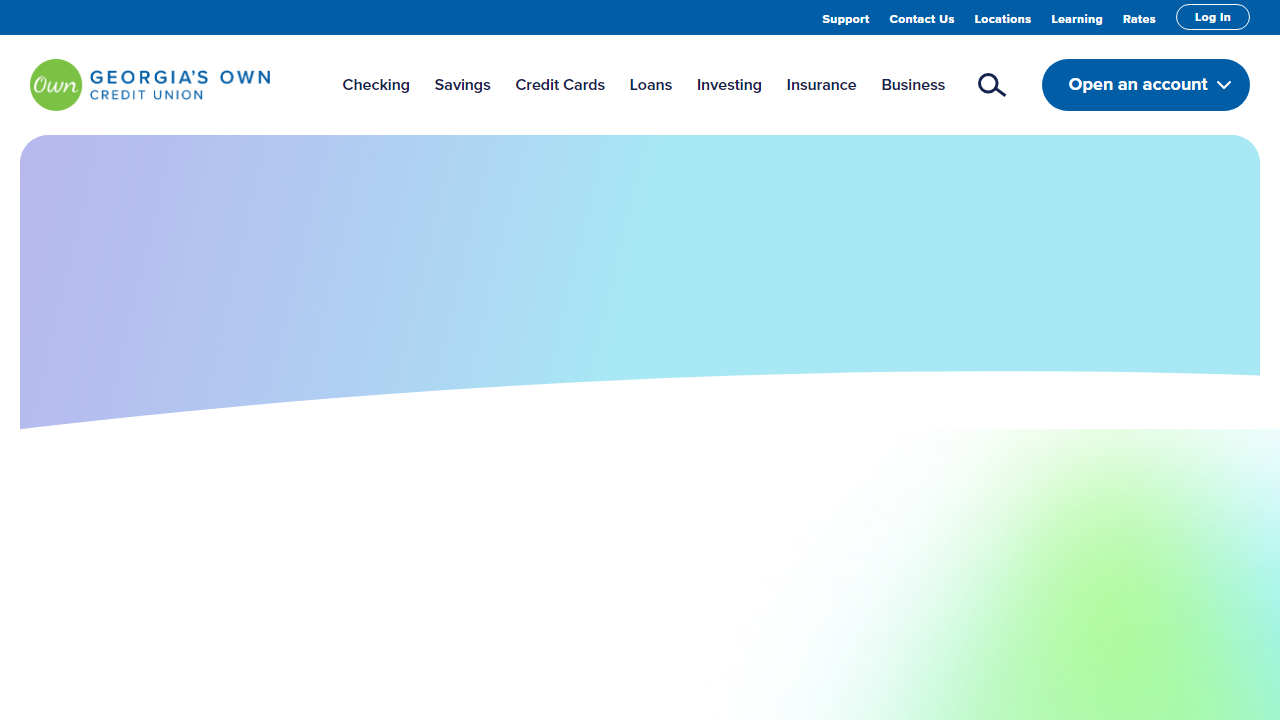 Support Contact Us Locations Learning Rates Log In
Own GEORGIA'S OWN
CREDIT UNION
Checking Savings Credit Cards Loans Investing Insurance Business Open an account